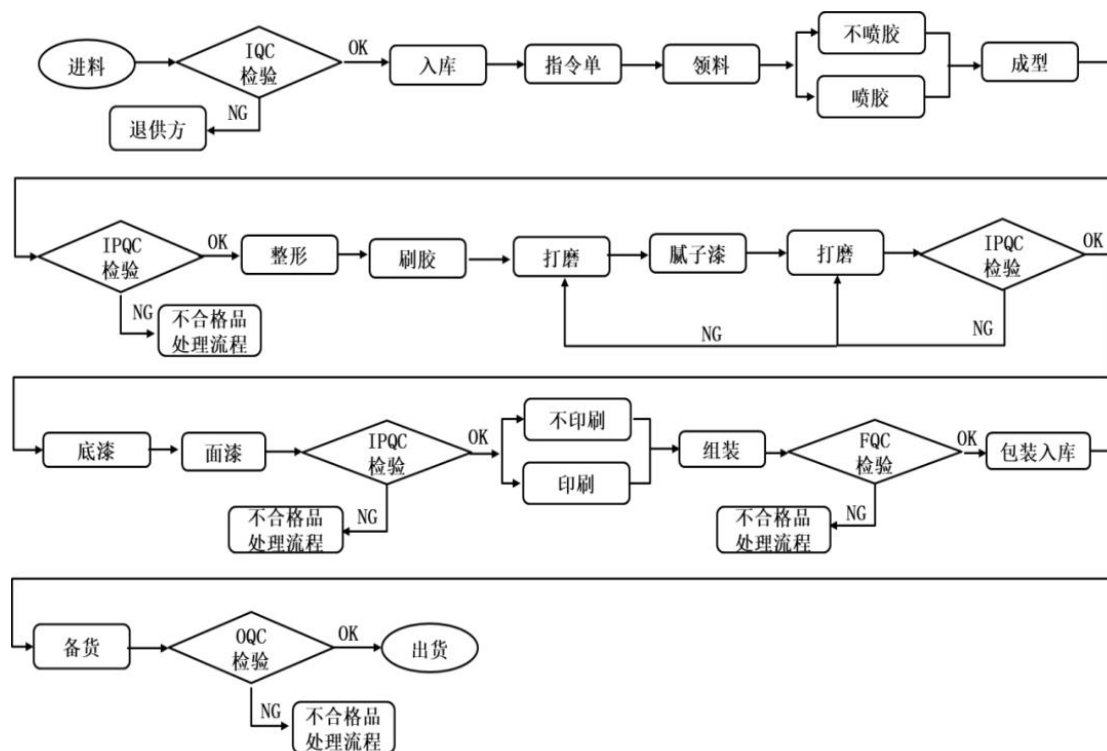 进料
IQC
检验
OK
入库
指令单
领料
不喷胶
喷胶
成型
NG
退供方
IPQC
检验
OK
整形
刷胶
打磨
腻子漆
打磨
IPQC
检验
OK
NG
不合格品
处理流程
NG
NG
底漆
面漆
IPQC
检验
OK
不印刷
印刷
组装
FQC
检验
OK
包装入库
NG
不合格品
处理流程
NG
不合格品
处理流程
备货
OQC
检验
OK
出货
NG
不合格品
处理流程